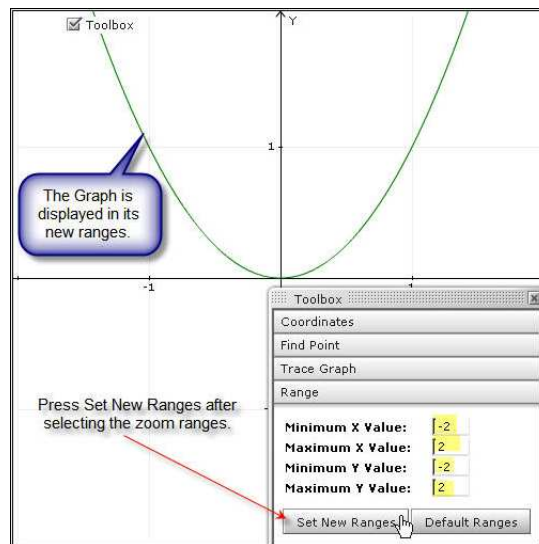 Toolbox
Y
1
The Graph is
displayed in its
new ranges.
-1
1
Toolbox
Coordinates
Find Point
Trace Graph
Range
Press Set New Ranges after
selecting the zoom ranges.
Minimum X Value: -2
Maximum X Value: 2
Minimum Y Value: -2
Maximum Y Value: 2
Set New Ranges Default Ranges